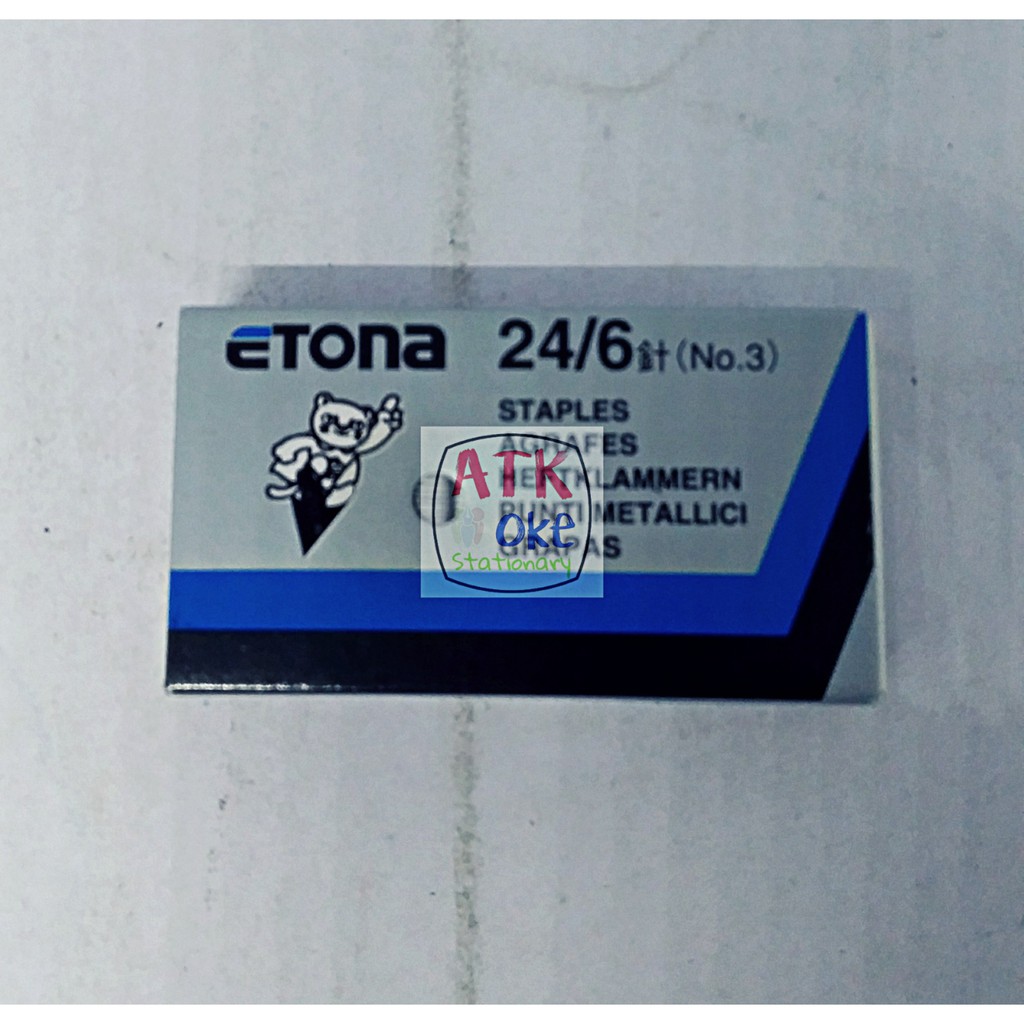 ETONA
24/6針(No.3)
STAPLES
AGRAFES
HEFTKLAMMERN
PUNTI METALLICI
GRAPAS
ATK
oke
Stationary